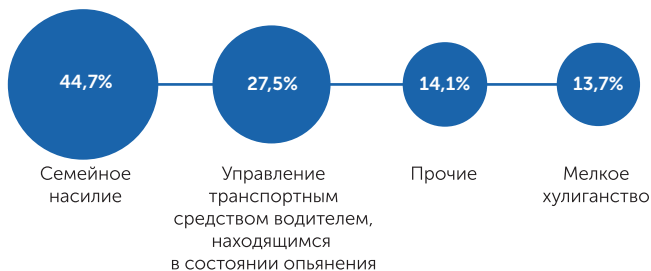 44,7%
27,5%
14,1%
13,7%
Семейное
насилие
Управление
транспортным
средством водителем,
находящимся
в состоянии опьянения
Прочие
Мелкое
хулиганство